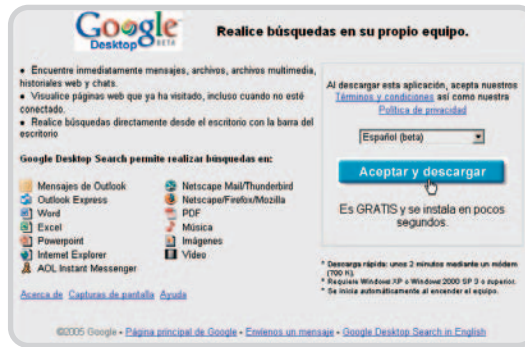 Google
Desktop BETA
Realice búsquedas en su propio equipo.
• Encuentre inmediatamente mensajes, archivos, archivos multimedia,
historiales web y chats.
• Visualice páginas web que ya ha visitado, incluso cuando no esté
conectado.
• Realice búsquedas directamente desde el escritorio con la barra del
escritorio
Google Desktop Search permite realizar búsquedas en:
Mensajes de Outlook
Outlook Express
Word
Excel
Powerpoint
Internet Explorer
AOL Instant Messenger
Netscape Mail/Thunderbird
Netscape/Firefox/Mozilla
PDF
Música
Imágenes
Video
Acerca de Capturas de pantalla Ayuda
Al descargar esta aplicación, acepta nuestros
Términos y condiciones así como nuestra
Política de privacidad
Español (beta)
Aceptar y descargar
Es GRATIS y se instala en pocos
segundos.
* Descarga rápida: unos 2 minutos mediante un módem
(700 K).
* Requiere Windows XP o Windows 2000 SP 3 o superior.
* Se inicia automáticamente al encender el equipo.
©2005 Google - Página principal de Google - Envíenos un mensaje - Google Desktop Search in English